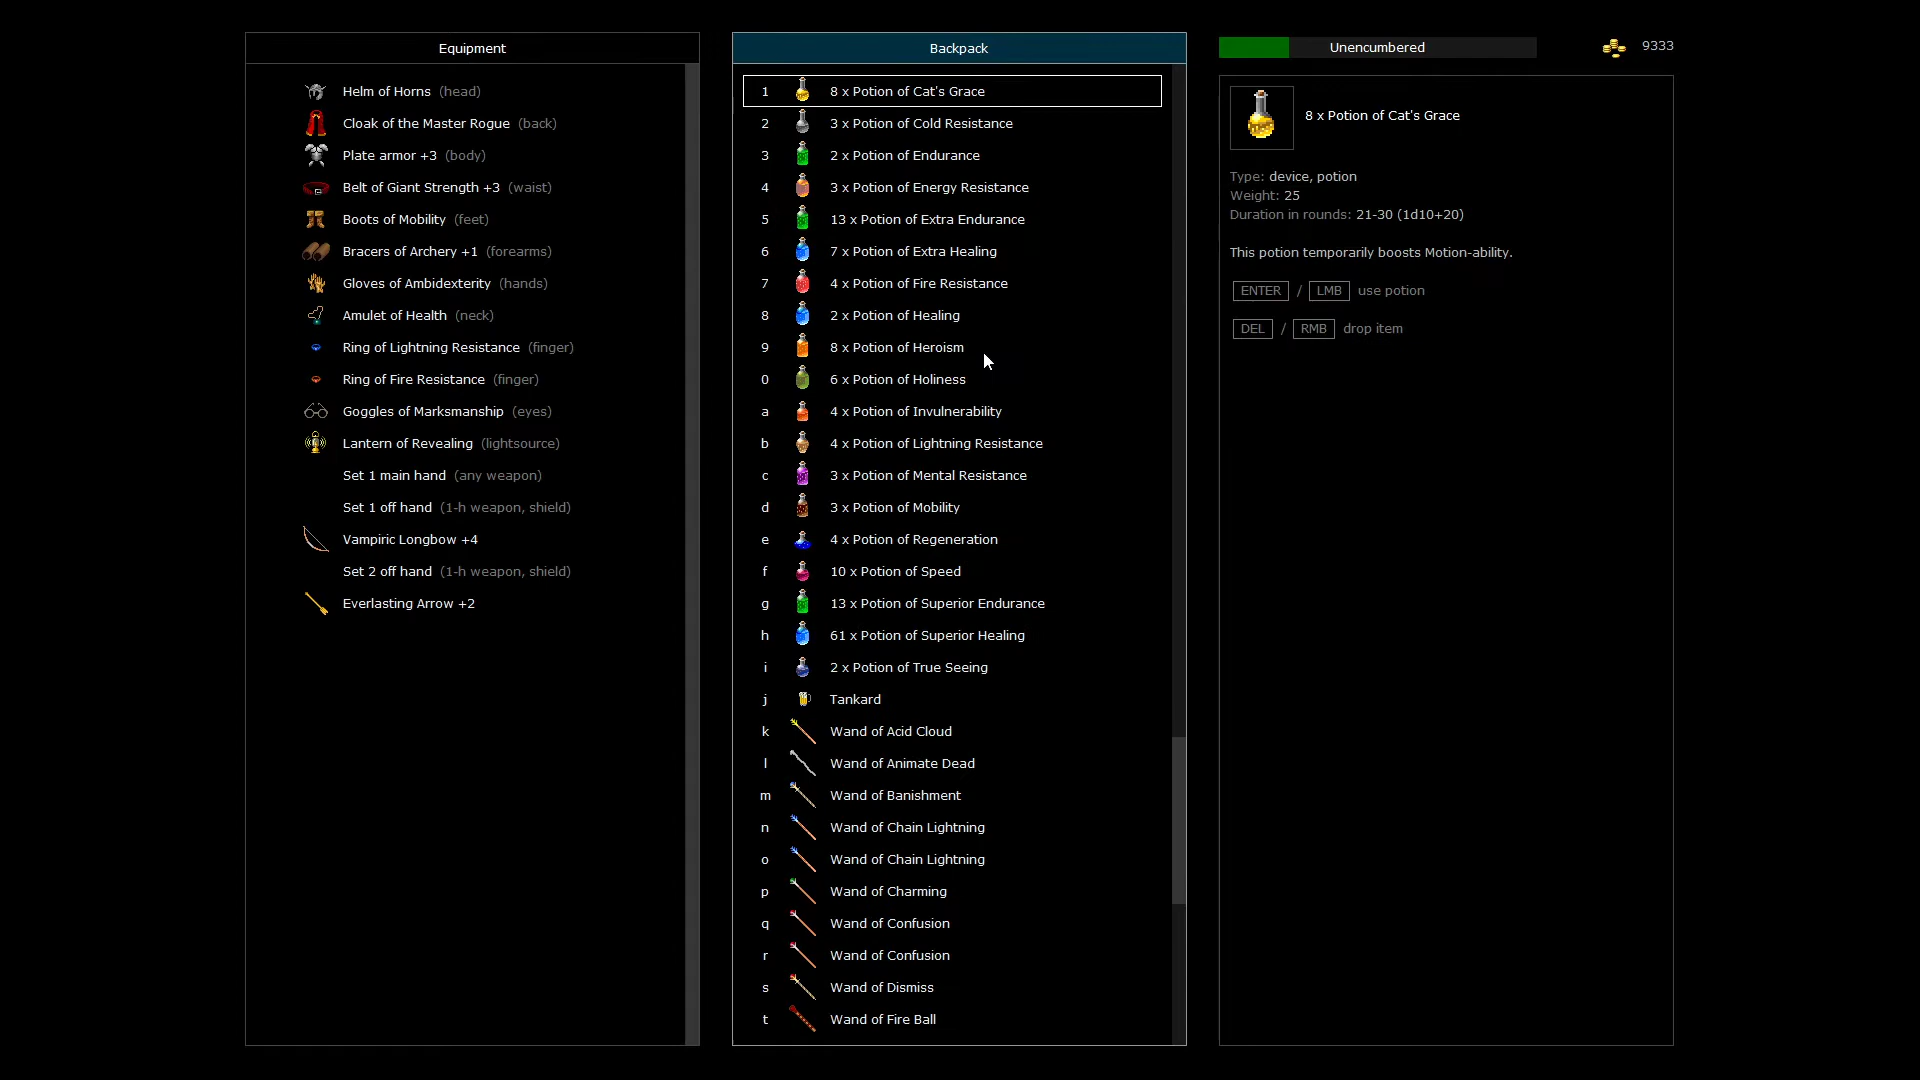 Equipment
Helm of Horns (head)
Cloak of the Master Rogue (back)
Plate armor +3 (body)
Belt of Giant Strength +3 (waist)
Boots of Mobility (feet)
Bracers of Archery +1 (forearms)
Gloves of Ambidexterity (hands)
Amulet of Health (neck)
Ring of Lightning Resistance (finger)
Ring of Fire Resistance (finger)
Goggles of Marksmanship (eyes)
Lantern of Revealing (lightsource)
Set 1 main hand (any weapon)
Set 1 off hand (1-h weapon, shield)
Vampiric Longbow +4
Set 2 off hand (1-h weapon, shield)
Everlasting Arrow +2
Backpack
1 8 x Potion of Cat's Grace
2 3 x Potion of Cold Resistance
3 2 x Potion of Endurance
4 3 x Potion of Energy Resistance
5 13 x Potion of Extra Endurance
6 7 x Potion of Extra Healing
7 4 x Potion of Fire Resistance
8 2 x Potion of Healing
9 8 x Potion of Heroism
0 6 x Potion of Holiness
a 4 x Potion of Invulnerability
b 4 x Potion of Lightning Resistance
c 3 x Potion of Mental Resistance
d 3 x Potion of Mobility
e 4 x Potion of Regeneration
f 10 x Potion of Speed
g 13 x Potion of Superior Endurance
h 61 x Potion of Superior Healing
i 2 x Potion of True Seeing
j Tankard
k Wand of Acid Cloud
l Wand of Animate Dead
m Wand of Banishment
n Wand of Chain Lightning
o Wand of Chain Lightning
p Wand of Charming
q Wand of Confusion
r Wand of Confusion
s Wand of Dismiss
t Wand of Fire Ball
Unencumbered
9333
8 x Potion of Cat's Grace
Type: device, potion
Weight: 25
Duration in rounds: 21-30 (1d10+20)
This potion temporarily boosts Motion-ability.
ENTER / LMB use potion
DEL / RMB drop item